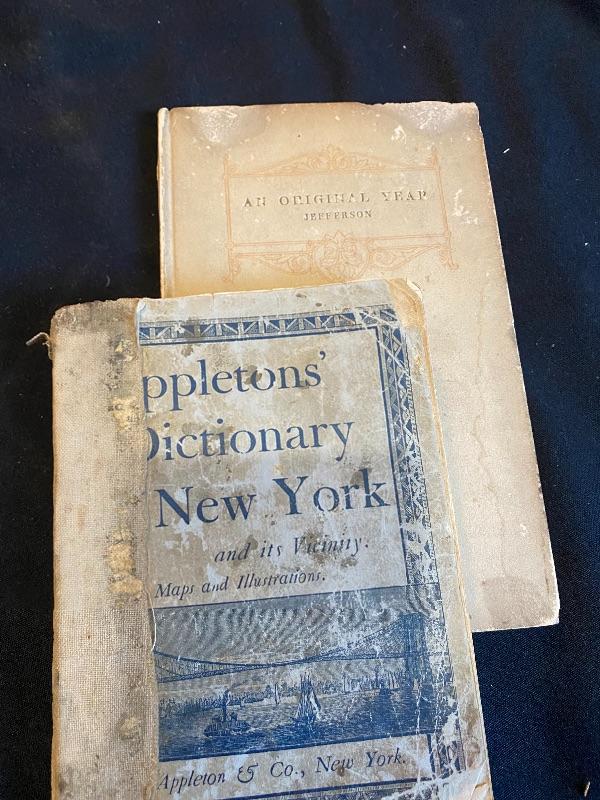 AN ORIGINAL YEAR
JEFFERSON
ppletons'
Dictionary
New York
and its Vicinity.
Maps and Illustrations.
Appleton & Co., New York.